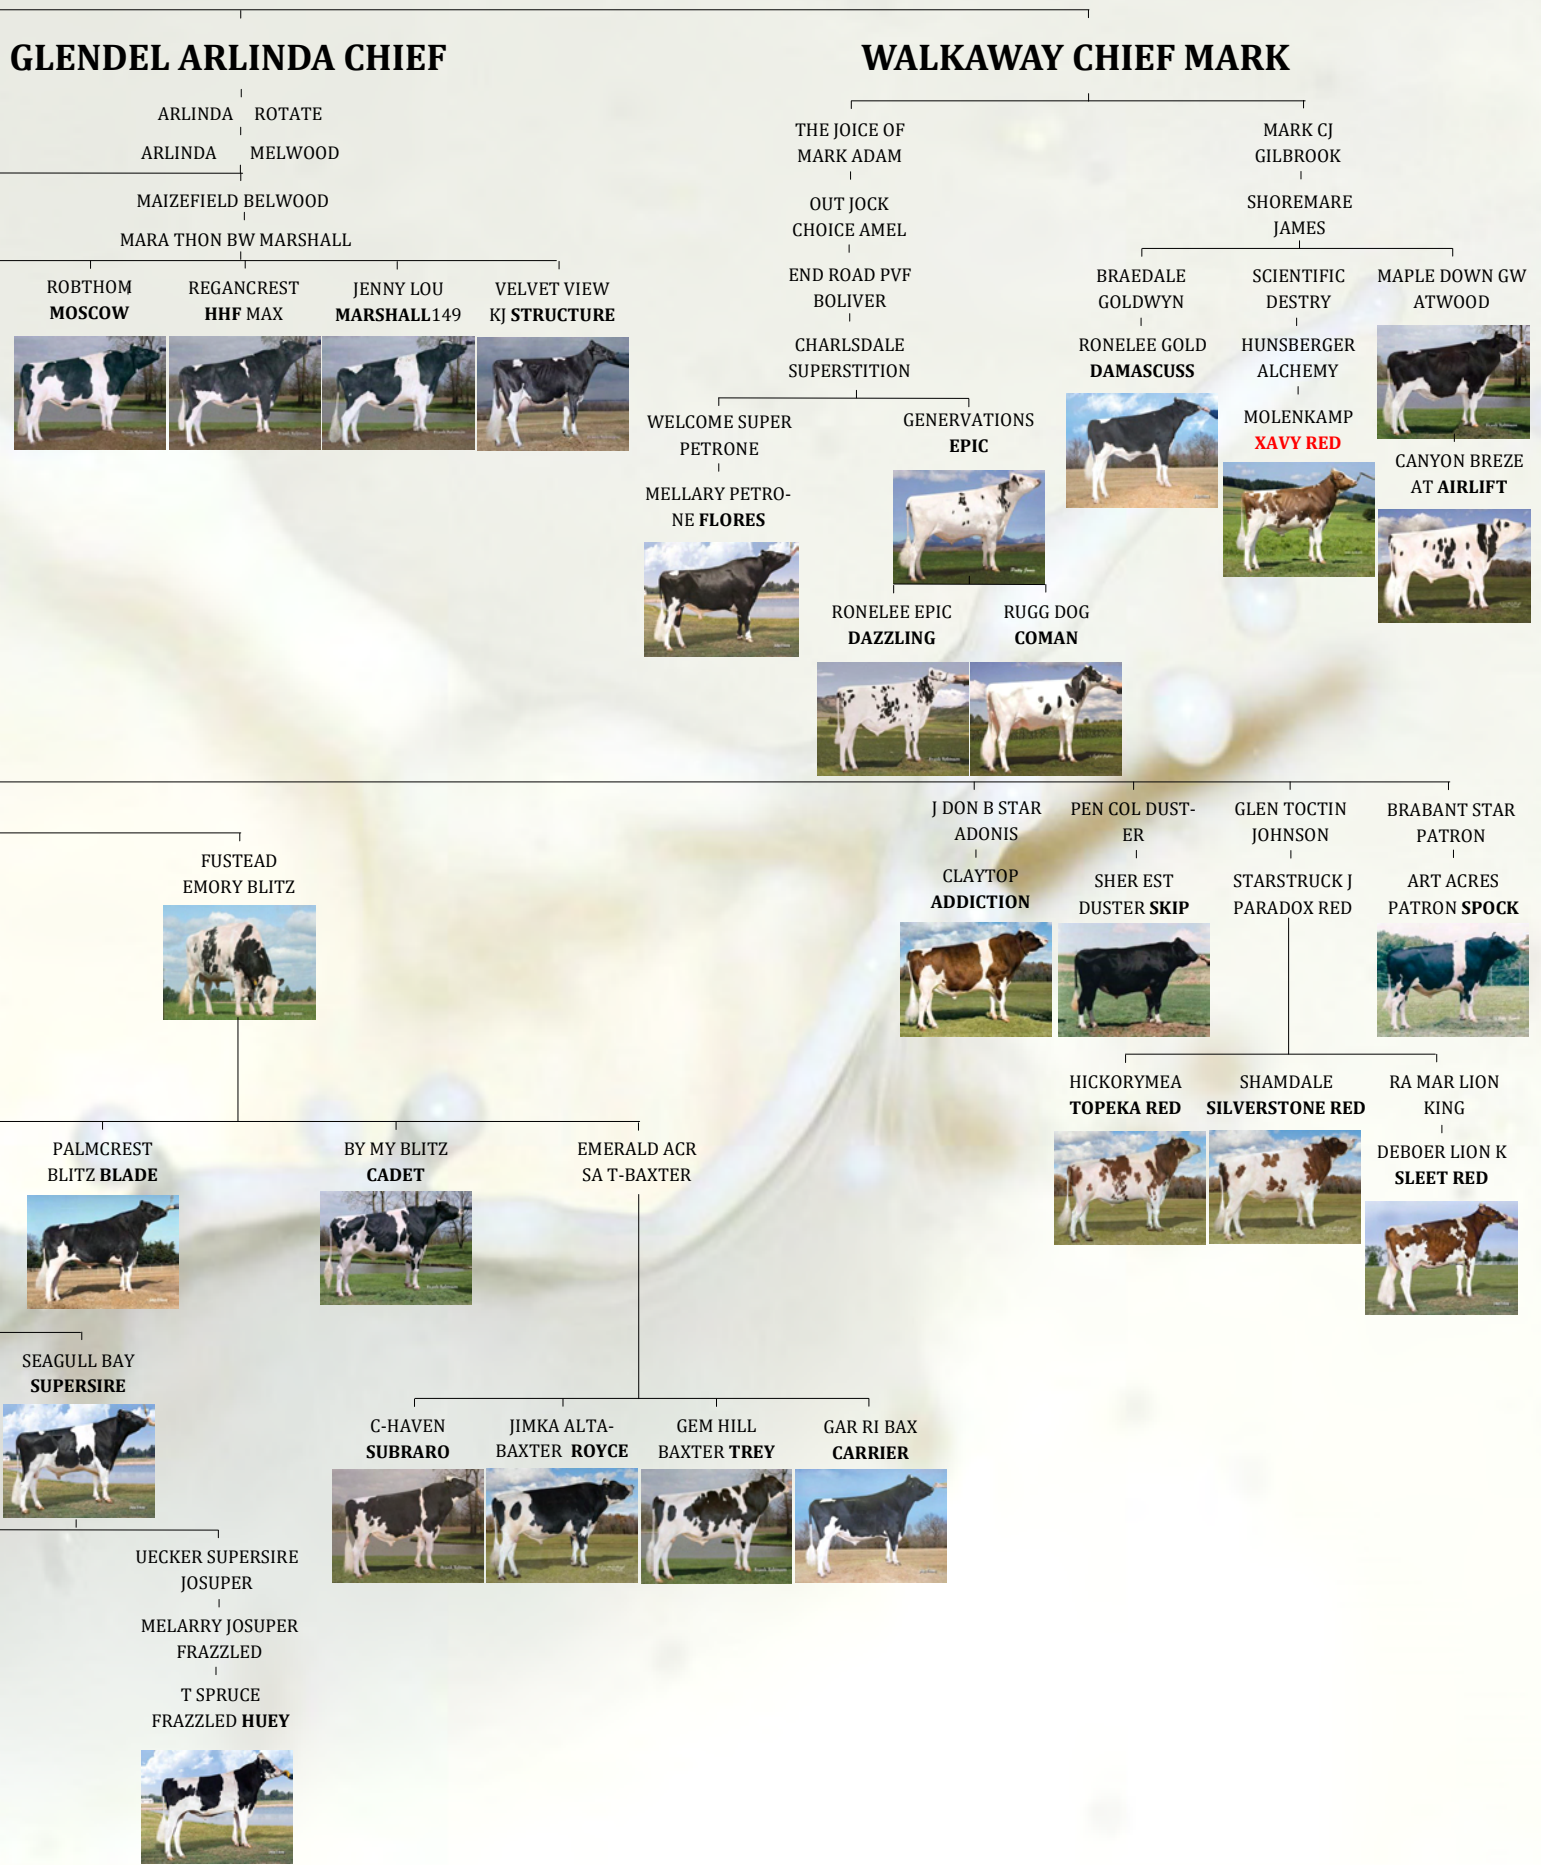 GLENDEL ARLINDA CHIEF
ARLINDA ROTATE
ARLINDA MELWOOD
MAIZEFIELD BELWOOD
MARA THON BW MARSHALL
ROBTHOM
MOSCOW
REGANCREST
HHF MAX
JENNY LOU
MARSHALL149
VELVET VIEW
KJ STRUCTURE
WALKAWAY CHIEF MARK
THE JOICE OF
MARK ADAM
OUT JOCK
CHOICE AMEL
END ROAD PVF
BOLIVER
CHARLSDALE
SUPERSTITION
WELCOME SUPER
PETRONE
MELLARY PETRO-
NE FLORES
GENERVATIONS
EPIC
RONELEE EPIC
DAZZLING
RUGG DOG
COMAN
MARK CJ
GILBROOK
SHOREMARE
JAMES
BRAEDALE
GOLDWYN
RONELEE GOLD
DAMASCUSS
SCIENTIFIC
DESTRY
HUNSBERGER
ALCHEMY
MOLENKAMP
XAVY RED
MAPLE DOWN GW
ATWOOD
CANYON BREZE
AT AIRLIFT
J DON B STAR
ADONIS
CLAYTOP
ADDICTION
PEN COL DUST-
ER
SHER EST
DUSTER SKIP
GLEN TOCTIN
JOHNSON
STARSTRUCK J
PARADOX RED
BRABANT STAR
PATRON
ART ACRES
PATRON SPOCK
HICKORYMEA
TOPEKA RED
SHAMDALE
SILVERSTONE RED
RA MAR LION
KING
DEBOER LION K
SLEET RED
FUSTEAD
EMORY BLITZ
PALMCREST
BLITZ BLADE
BY MY BLITZ
CADET
EMERALD ACR
SA T-BAXTER
SEAGULL BAY
SUPERSIRE
C-HAVEN
SUBRARO
JIMKA ALTA-
BAXTER ROYCE
GEM HILL
BAXTER TREY
GAR RI BAX
CARRIER
UECKER SUPERSIRE
JOSUPER
MELARRY JOSUPER
FRAZZLED
T SPRUCE
FRAZZLED HUEY